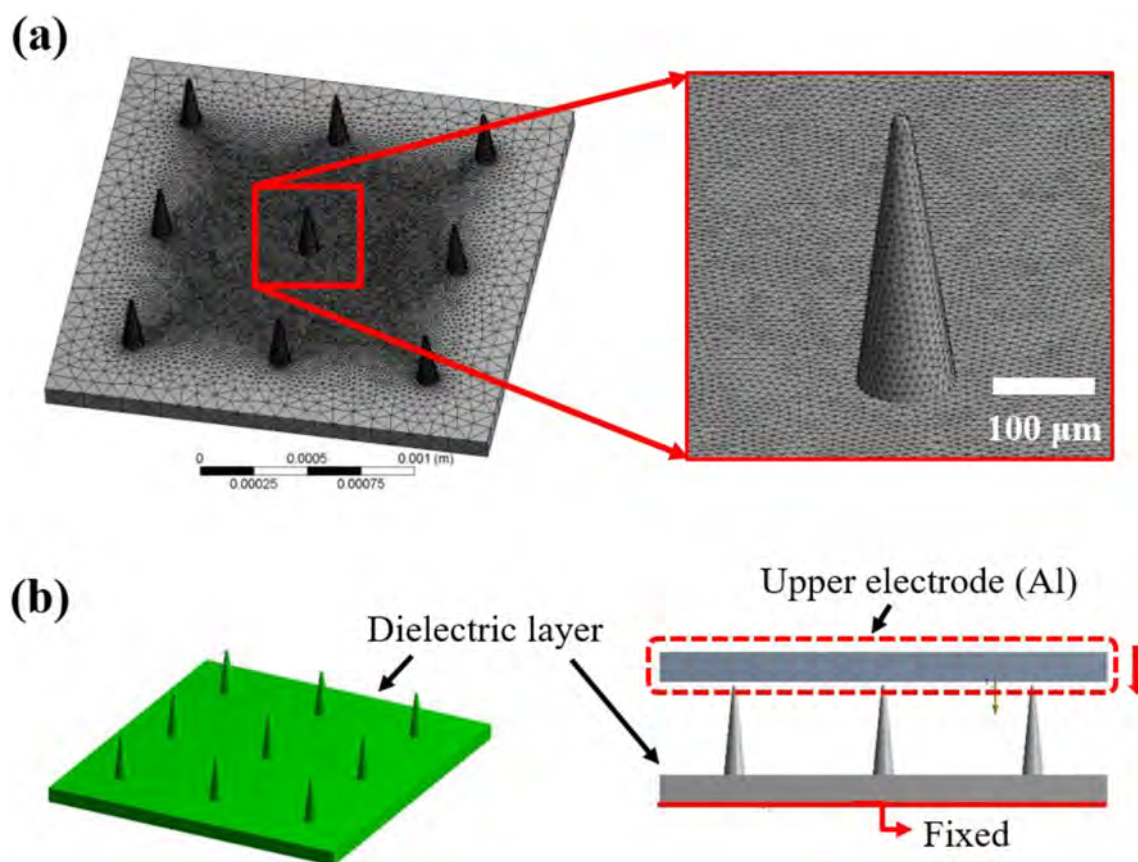 (a)
100 μm
0 0.0005 0.001 (m)
0.00025 0.00075
(b)
Upper electrode (Al)
Dielectric layer
Fixed